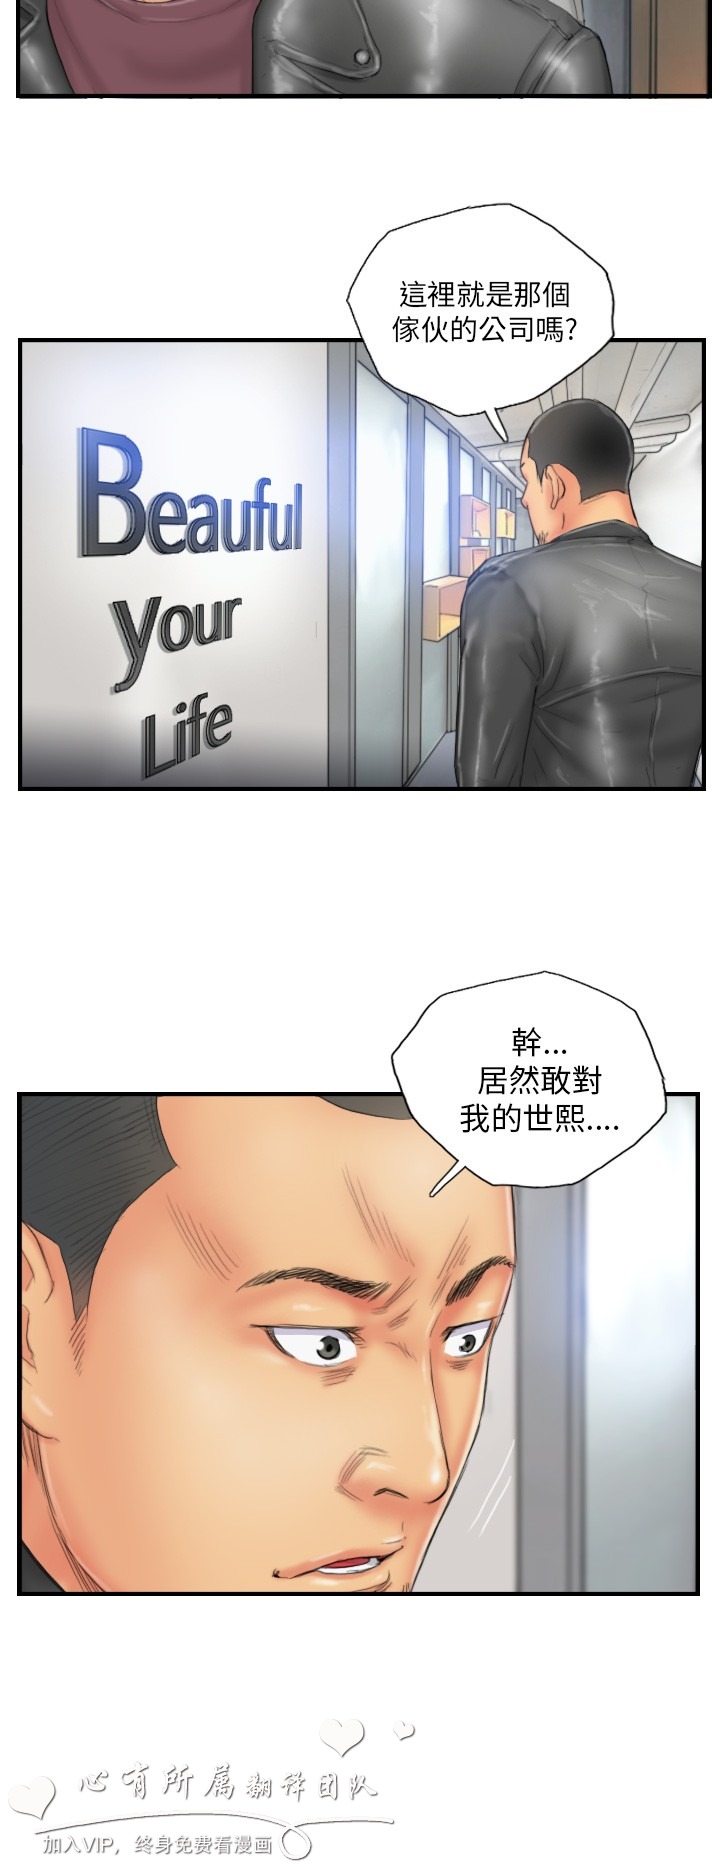 這裡就是那個
傢伙的公司嗎?
Beauful
Your
Life
幹...
居然敢對
我的世熙....
心有所属翻译团队
加入VIP，终身免费看漫画